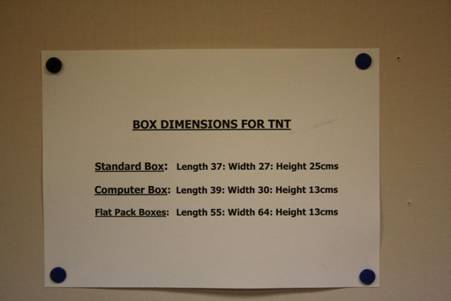 BOX DIMENSIONS FOR TNT
Standard Box: Length 37: Width 27: Height 25cms
Computer Box: Length 39: Width 30: Height 13cms
Flat Pack Boxes: Length 55: Width 64: Height 13cms